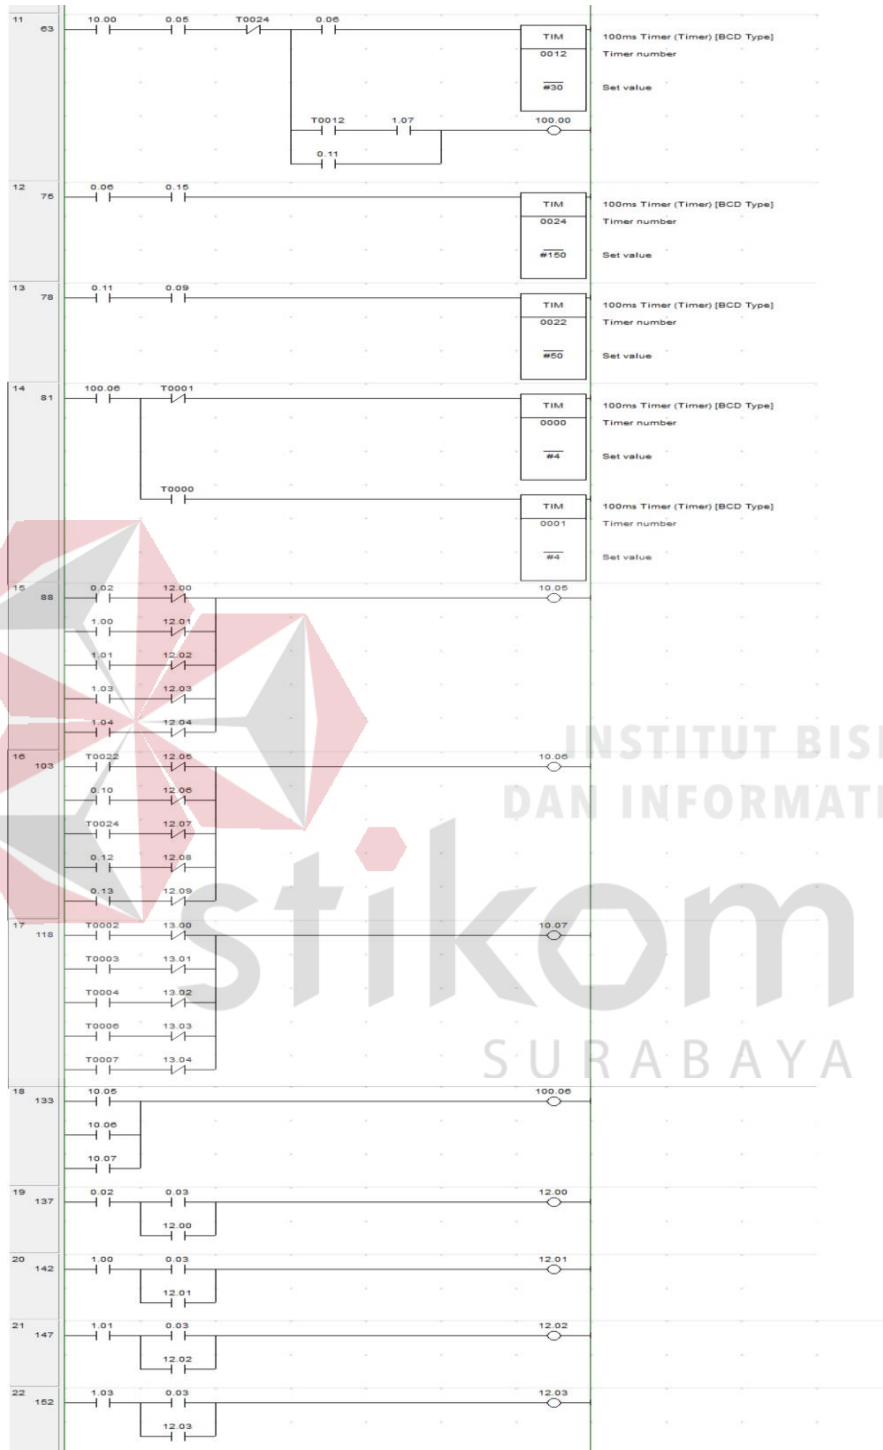 11
63
10.00 0.05 T0024 0.06
TIM 100ms Timer (Timer) [BCD Type]
0012 Timer number
#30 Set value
T0012 1.07 100.00
0.11
12
75
0.06 0.15
TIM 100ms Timer (Timer) [BCD Type]
0024 Timer number
#150 Set value
13
78
0.11 0.09
TIM 100ms Timer (Timer) [BCD Type]
0022 Timer number
#50 Set value
14
81
100.06 T0001
TIM 100ms Timer (Timer) [BCD Type]
0000 Timer number
#4 Set value
T0000
TIM 100ms Timer (Timer) [BCD Type]
0001 Timer number
#4 Set value
15
88
0.02 12.00 10.05
1.00 12.01
1.01 12.02
1.03 12.03
1.04 12.04
INSTITUT BISI
16
103
T0022 12.05 10.06
0.10 12.06
DAN INFORMATI
T0024 12.07
0.12 12.08
0.13 12.09
stikom
17
118
T0002 13.00 10.07
T0003 13.01
T0004 13.02
T0006 13.03
T0007 13.04
SURABAYA
18
133
10.05 100.06
10.06
10.07
19
137
0.02 0.03 12.00
12.00
20
142
1.00 0.03 12.01
12.01
21
147
1.01 0.03 12.02
12.02
22
152
1.03 0.03 12.03
12.03